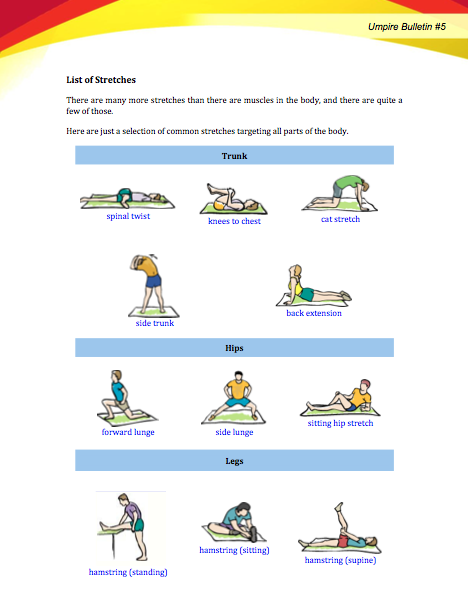 Umpire Bulletin #5
List of Stretches
There are many more stretches than there are muscles in the body, and there are quite a
few of those.
Here are just a selection of common stretches targeting all parts of the body.
Trunk
spinal twist
knees to chest
cat stretch
side trunk
back extension
Hips
forward lunge
side lunge
sitting hip stretch
Legs
hamstring (standing)
hamstring (sitting)
hamstring (supine)